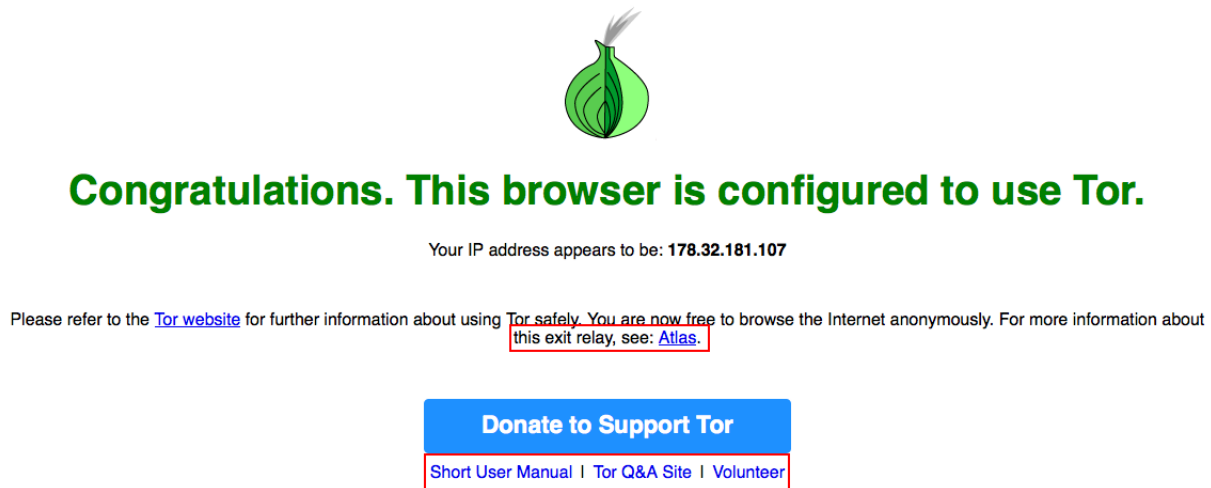 Congratulations. This browser is configured to use Tor.
Your IP address appears to be: 178.32.181.107
Please refer to the Tor website for further information about using Tor safely. You are now free to browse the Internet anonymously. For more information about
this exit relay, see: Atlas.
Donate to Support Tor
Short User Manual | Tor Q&A Site | Volunteer